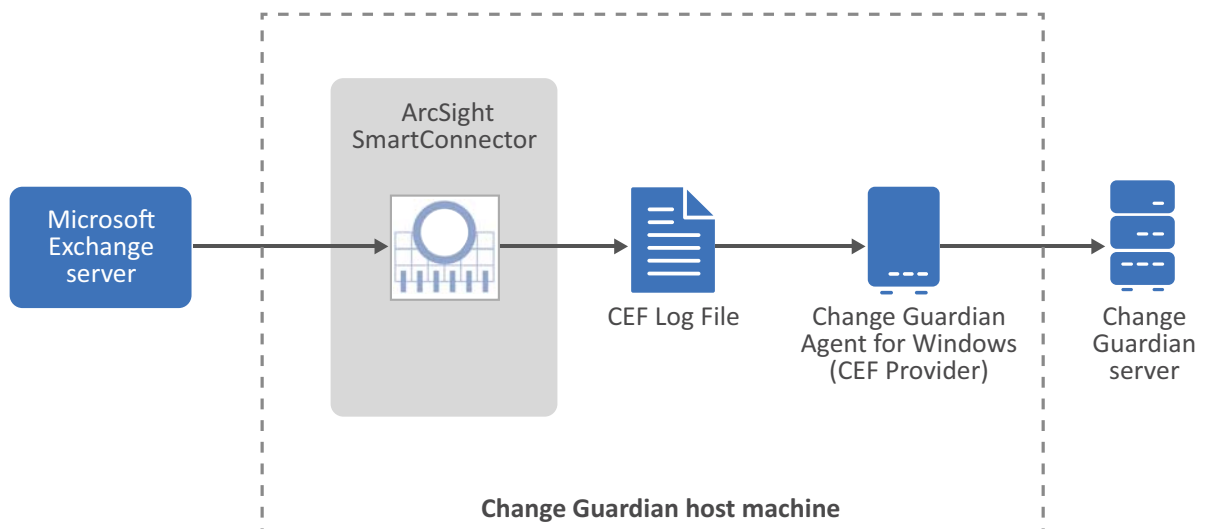 ArcSight
SmartConnector
Microsoft
Exchange
server
CEF Log File
Change Guardian
Agent for Windows
(CEF Provider)
Change
Guardian
server
Change Guardian host machine